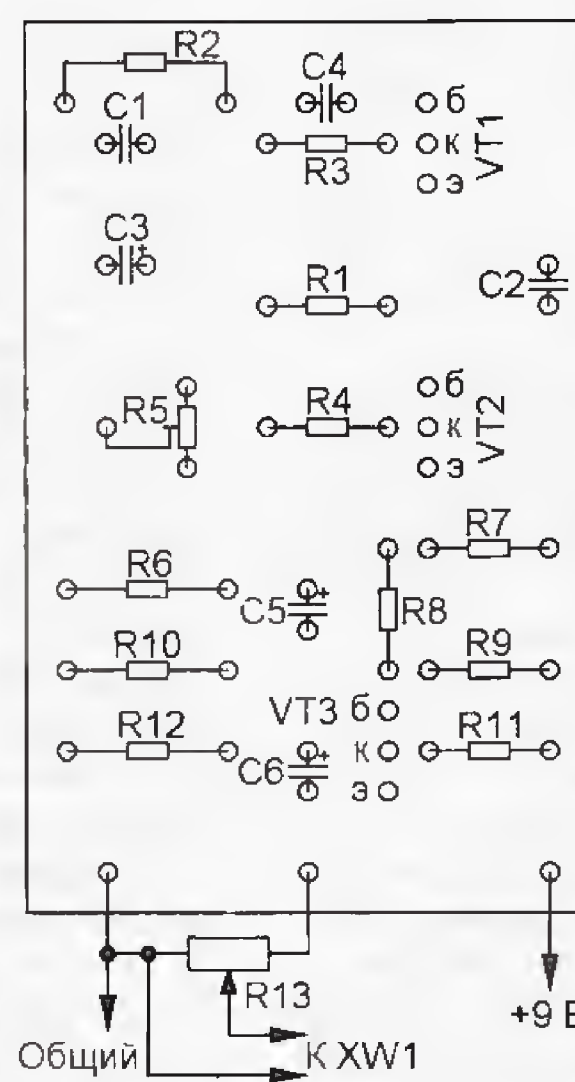 R2
C4
C1
б
к
э
VT1
R3
C3
+
R1
C2
R5
R4
б
к
э
VT2
R7
R6
C5
+
R8
R10
R9
VT3 б
к
э
R12
R11
C6
+
R13
+9 В
Общий
К XW1